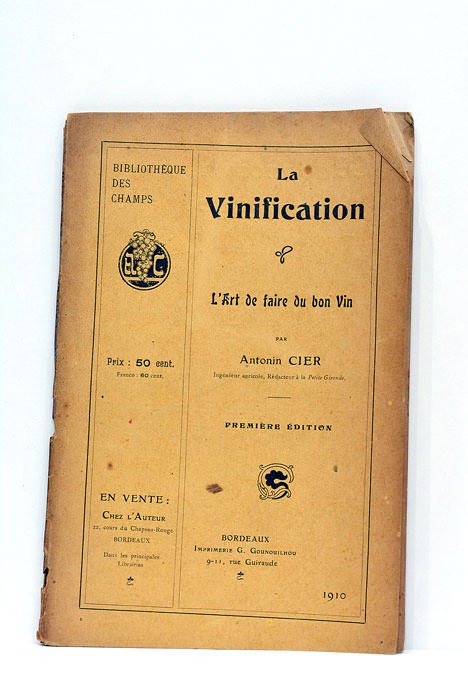 BIBLIOTHÈQUE
DES
CHAMPS
A C
Prix : 50 cent.
Franco : 60 cent.
EN VENTE :
CHEZ L'AUTEUR
22, cours du Chapeau-Rouge
BORDEAUX
Dans les principales
Librairies
La
Vinification
L'Art de faire du bon Vin
PAR
Antonin CIER
Ingénieur agricole, Rédacteur à la Petite Gironde.
PREMIÈRE ÉDITION
BORDEAUX
IMPRIMERIE G. GOUNOUILHOU
9-11, rue Guiraude
1910